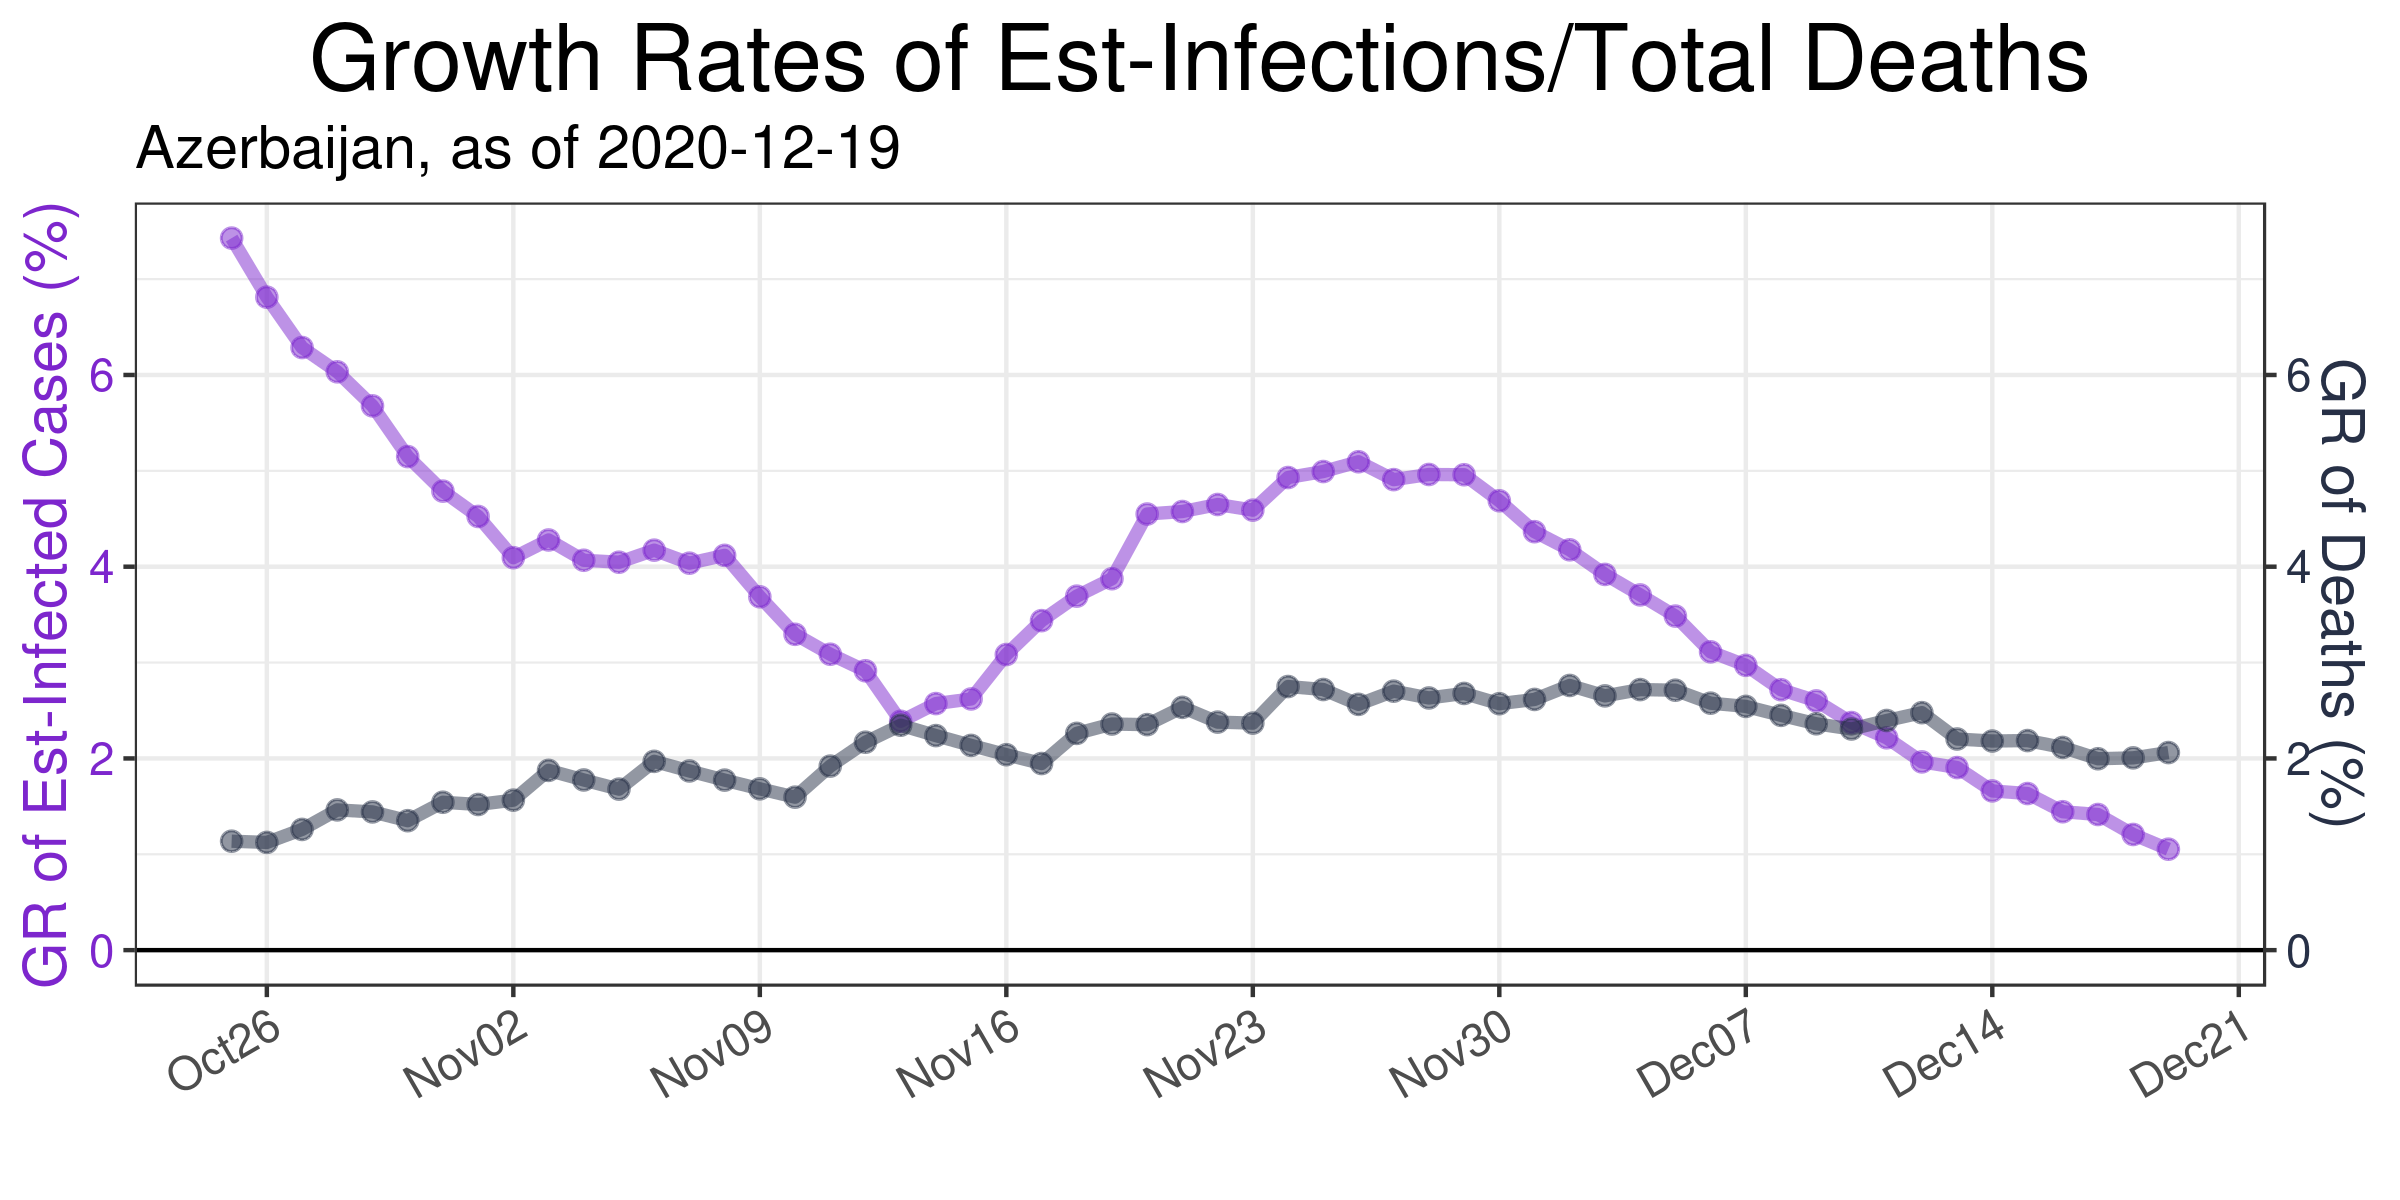 Growth Rates of Est-Infections/Total Deaths
Azerbaijan, as of 2020-12-19
GR of Est-Infected Cases (%)
6
4
2
0
6
4
2
0
GR of Deaths (%)
Oct26
Nov02
Nov09
Nov16
Nov23
Nov30
Dec07
Dec14
Dec21